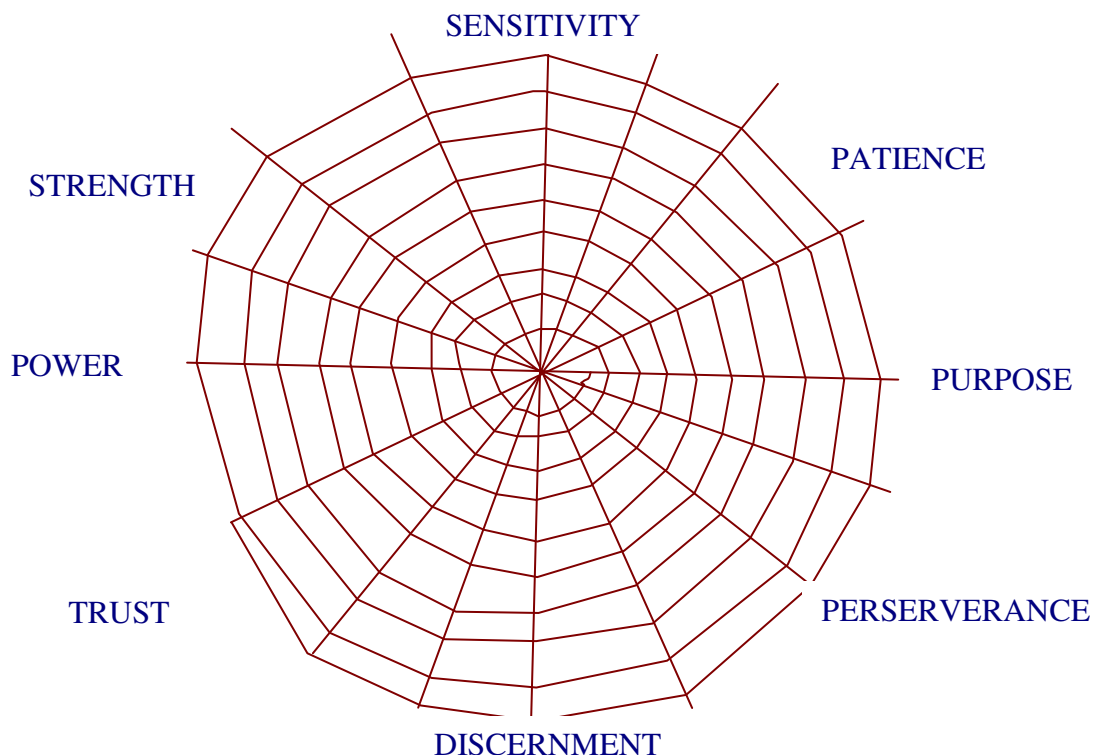 SENSITIVITY
PATIENCE
STRENGTH
POWER
PURPOSE
TRUST
PERSERVERANCE
DISCERNMENT